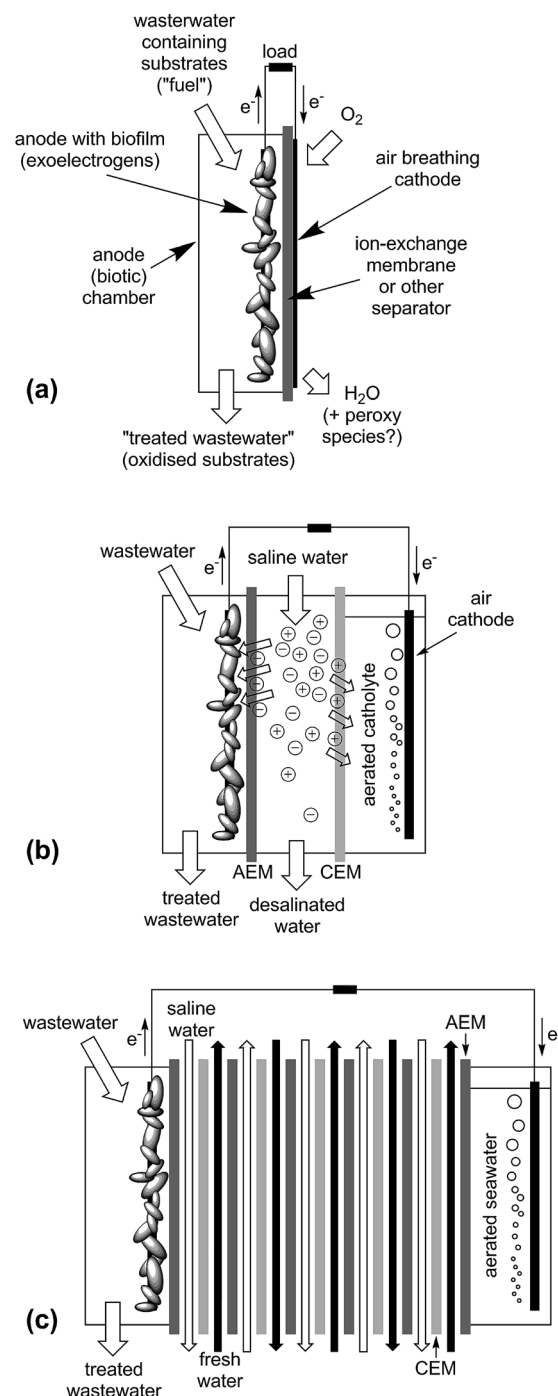 wasterwater
containing
substrates
("fuel")
load
e-
e-
O2
anode with biofilm
(exoelectrogens)
air breathing
cathode
anode
(biotic)
chamber
ion-exchange
membrane
or other
separator
(a)
H2O
(+ peroxy
species?)
"treated wastewater"
(oxidised substrates)
wastewater
saline water
e-
e-
air
cathode
aerated catholyte
(b)
AEM
CEM
treated
wastewater
desalinated
water
wastewater
saline
water
e-
AEM
e
aerated seawater
(c)
fresh
water
CEM
treated
wastewater